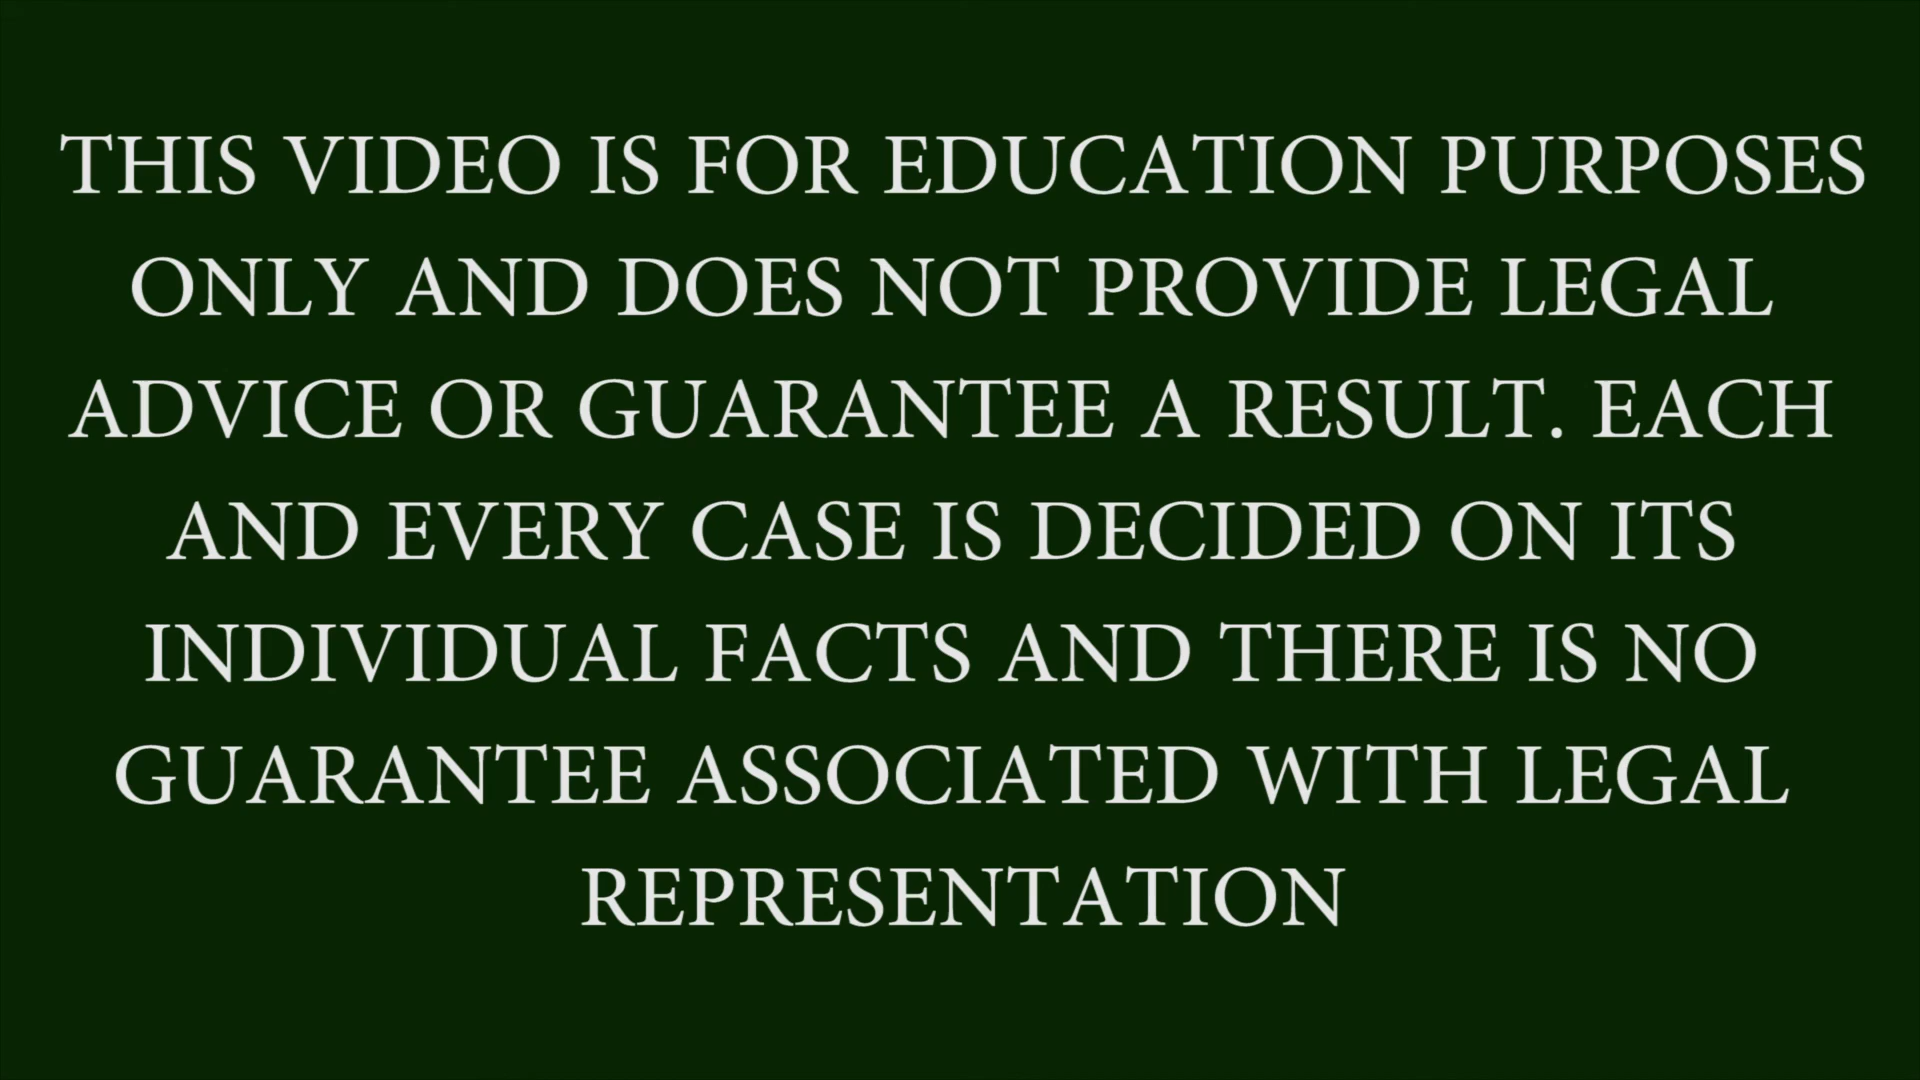 THIS VIDEO IS FOR EDUCATION PURPOSES
ONLY AND DOES NOT PROVIDE LEGAL
ADVICE OR GUARANTEE A RESULT. EACH
AND EVERY CASE IS DECIDED ON ITS
INDIVIDUAL FACTS AND THERE IS NO
GUARANTEE ASSOCIATED WITH LEGAL
REPRESENTATION